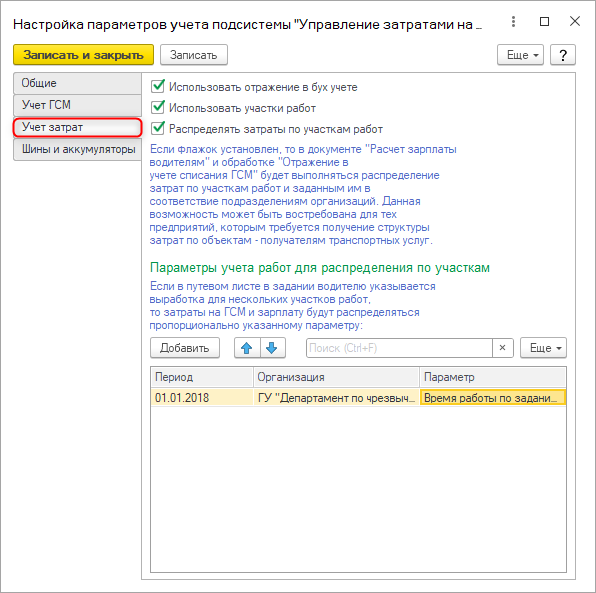 Настройка параметров учета подсистемы "Управление затратами на ...
Записать и закрыть
Записать
Еще
?
Общие
Учет ГСМ
Учет затрат
Шины и аккумуляторы
Использовать отражение в бух учете
Использовать участки работ
Распределять затраты по участкам работ
Если флажок установлен, то в документе "Расчет зарплаты
водителям" и обработке "Отражение в
учете списания ГСМ" будет выполняться распределение
затрат по участкам работ и заданным им в
соответствие подразделениям организаций. Данная
возможность может быть востребована для тех
предприятий, которым требуется получение структуры
затрат по объектам - получателям транспортных услуг.
Параметры учета работ для распределения по участкам
Если в путевом листе в задании водителю указывается
выработка для нескольких участков работ,
то затраты на ГСМ и зарплату будут распределяться
пропорционально указанному параметру:
Добавить
Поиск (Ctrl+F)
×
Еще
Период Организация Параметр
01.01.2018 ГУ "Департамент по чрезвыч... Время работы по задани...